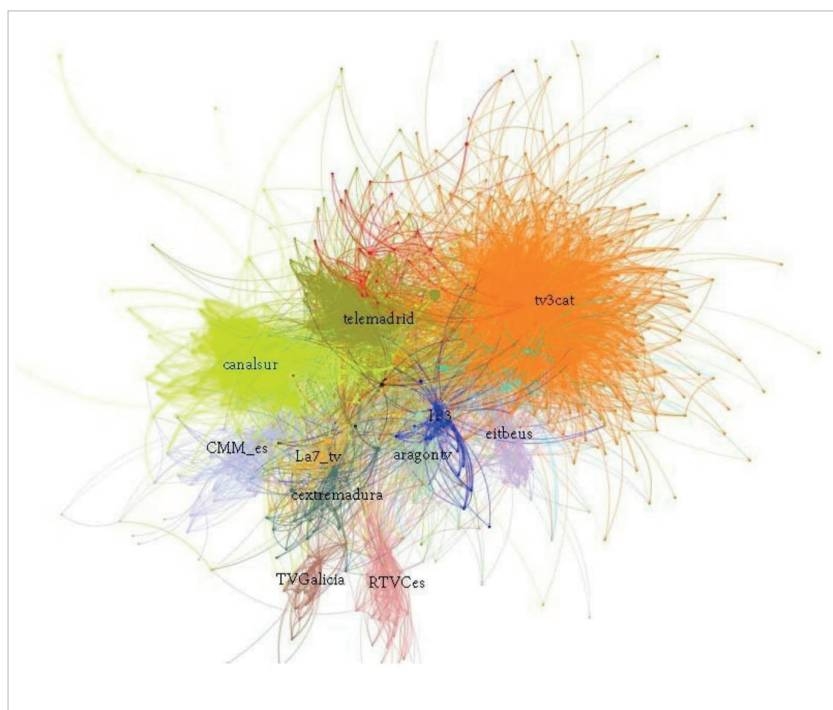 tv3cat
telemadrid
canalsur
eitbeus
CMM_es
La7_tv
aragontv
cextremadura
TVGalicia
RTVCes